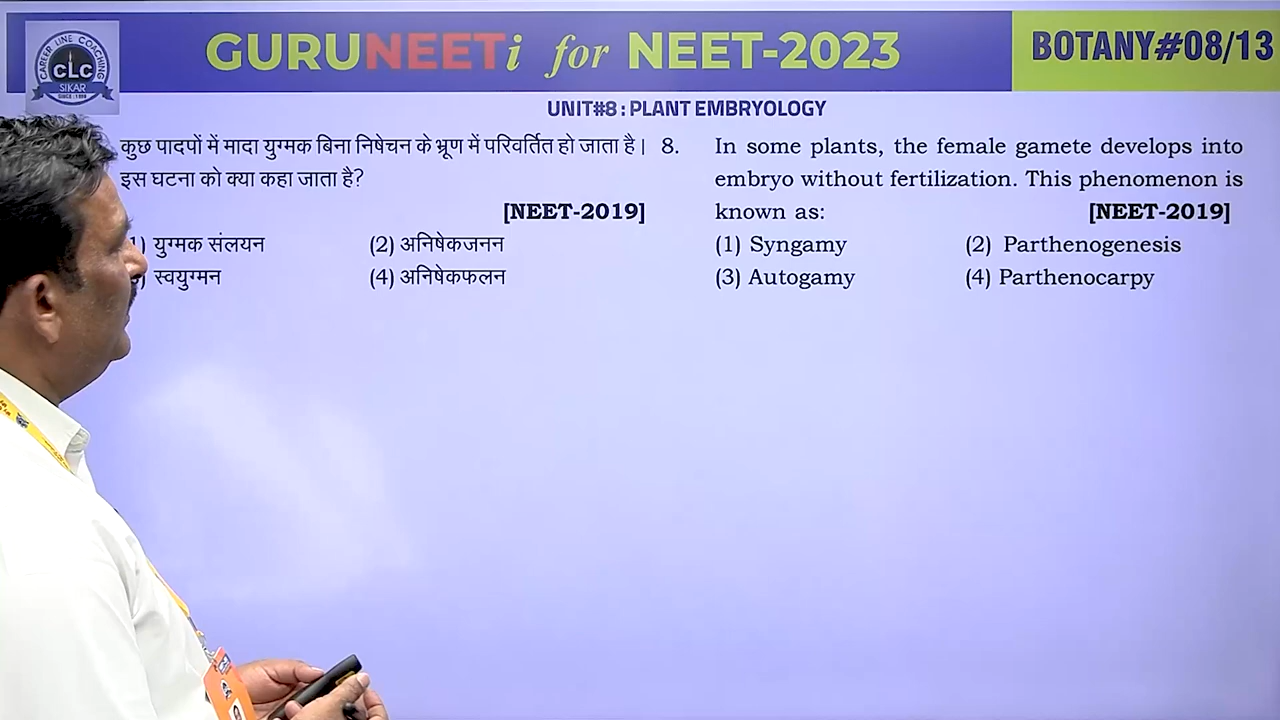 CAREER LINE COACHING
CLC
SIKAR
SINCE : 1996
GURUNEETi for NEET-2023
BOTANY#08/13
UNIT#8 : PLANT EMBRYOLOGY
कुछ पादपों में मादा युग्मक बिना निषेचन के भ्रूण में परिवर्तित हो जाता है।
इस घटना को क्या कहा जाता है?
[NEET-2019]
1) युग्मक संलयन (2) अनिषेकजनन
) स्वयुग्मन (4) अनिषेकफलन
8. In some plants, the female gamete develops into
embryo without fertilization. This phenomenon is
known as: [NEET-2019]
(1) Syngamy (2) Parthenogenesis
(3) Autogamy (4) Parthenocarpy